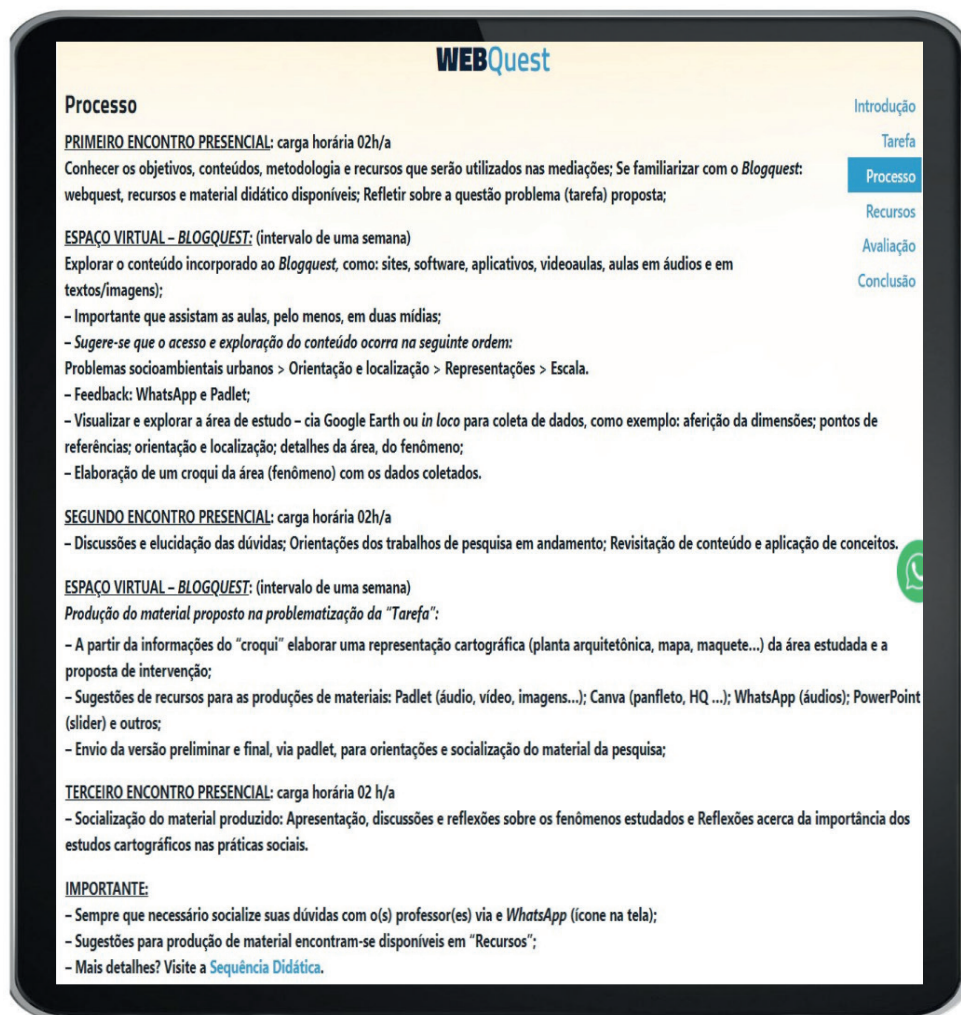 WEBQuest
Processo
Introdução
Tarefa
Processo
Recursos
Avaliação
Conclusão
PRIMEIRO ENCONTRO PRESENCIAL: carga horária 02h/a
Conhecer os objetivos, conteúdos, metodologia e recursos que serão utilizados nas mediações; Se familiarizar com o Blogquest:
webquest, recursos e material didático disponíveis; Refletir sobre a questão problema (tarefa) proposta;
ESPAÇO VIRTUAL – BLOGQUEST: (intervalo de uma semana)
Explorar o conteúdo incorporado ao Blogquest, como: sites, software, aplicativos, videoaulas, aulas em áudios e em
textos/imagens);
– Importante que assistam as aulas, pelo menos, em duas mídias;
– Sugere-se que o acesso e exploração do conteúdo ocorra na seguinte ordem:
Problemas socioambientais urbanos > Orientação e localização > Representações > Escala.
– Feedback: WhatsApp e Padlet;
– Visualizar e explorar a área de estudo – cia Google Earth ou in loco para coleta de dados, como exemplo: aferição da dimensões; pontos de
referências; orientação e localização; detalhes da área, do fenômeno;
– Elaboração de um croqui da área (fenômeno) com os dados coletados.
SEGUNDO ENCONTRO PRESENCIAL: carga horária 02h/a
– Discussões e elucidação das dúvidas; Orientações dos trabalhos de pesquisa em andamento; Revisitação de conteúdo e aplicação de conceitos.
ESPAÇO VIRTUAL – BLOGQUEST: (intervalo de uma semana)
Produção do material proposto na problematização da "Tarefa":
– A partir da informações do "croqui" elaborar uma representação cartográfica (planta arquitetônica, mapa, maquete...) da área estudada e a
proposta de intervenção;
– Sugestões de recursos para as produções de materiais: Padlet (áudio, vídeo, imagens...); Canva (panfleto, HQ ...); WhatsApp (áudios); PowerPoint
(slider) e outros;
– Envio da versão preliminar e final, via padlet, para orientações e socialização do material da pesquisa;
TERCEIRO ENCONTRO PRESENCIAL: carga horária 02 h/a
– Socialização do material produzido: Apresentação, discussões e reflexões sobre os fenômenos estudados e Reflexões acerca da importância dos
estudos cartográficos nas práticas sociais.
IMPORTANTE:
– Sempre que necessário socialize suas dúvidas com o(s) professor(es) via e WhatsApp (ícone na tela);
– Sugestões para produção de material encontram-se disponíveis em "Recursos";
– Mais detalhes? Visite a Sequência Didática.